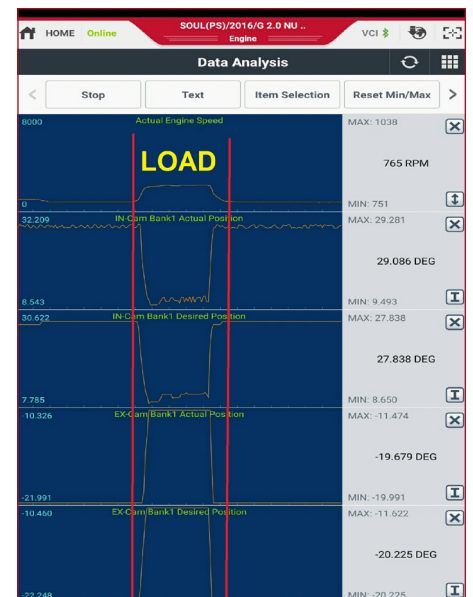 SOUL(PS)/2016/G 2.0 NU ..
HOME Online Engine VCI
Data Analysis
< Stop Text Item Selection Reset Min/Max >
8000 Actual Engine Speed MAX: 1038
LOAD
765 RPM
0 MIN: 751
32.209 IN-Cam Bank1 Actual Position MAX: 29.281
29.086 DEG
8.543 MIN: 9.493
30.622 IN-Cam Bank1 Desired Position MAX: 27.838
27.838 DEG
7.785 MIN: 8.650
-10.326 EX-Cam Bank1 Actual Position MAX: -11.474
-19.679 DEG
-21.991 MIN: -19.991
-10.460 EX-Cam Bank1 Desired Position MAX: -11.622
-20.225 DEG
-22.248 MIN: -20.225